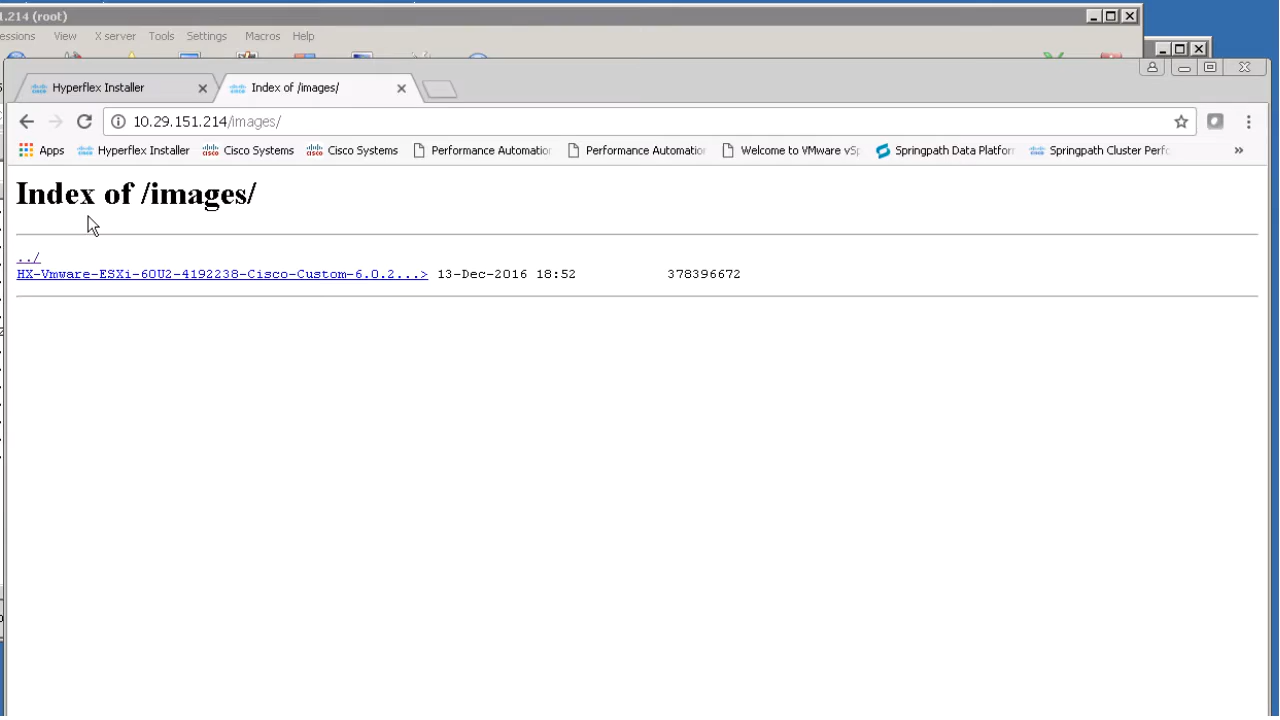 1.214 (root)
essions View X server Tools Settings Macros Help
Hyperflex Installer Index of /images/
10.29.151.214/images/
Apps Hyperflex Installer Cisco Systems Cisco Systems Performance Automatio Performance Automatio Welcome to VMware vSp Springpath Data Platforn Springpath Cluster Perfc »
Index of /images/
../
HX-Vmware-ESXi-60U2-4192238-Cisco-Custom-6.0.2...> 13-Dec-2016 18:52 378396672